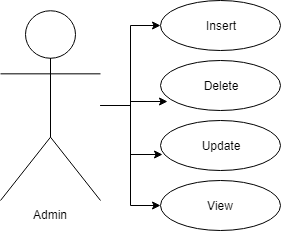 Insert
Delete
Update
View
Admin